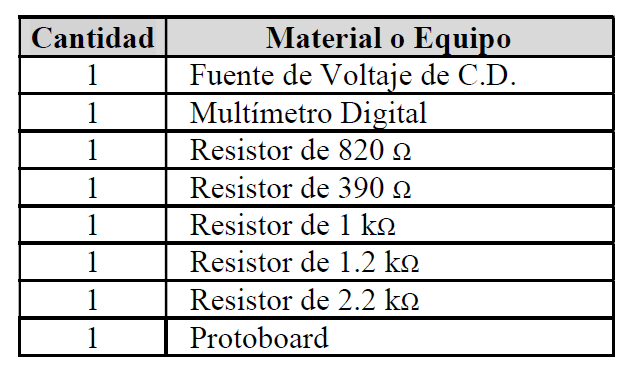 Cantidad Material o Equipo
1 Fuente de Voltaje de C.D.
1 Multímetro Digital
1 Resistor de 820 Ω
1 Resistor de 390 Ω
1 Resistor de 1 kΩ
1 Resistor de 1.2 kΩ
1 Resistor de 2.2 kΩ
1 Protoboard